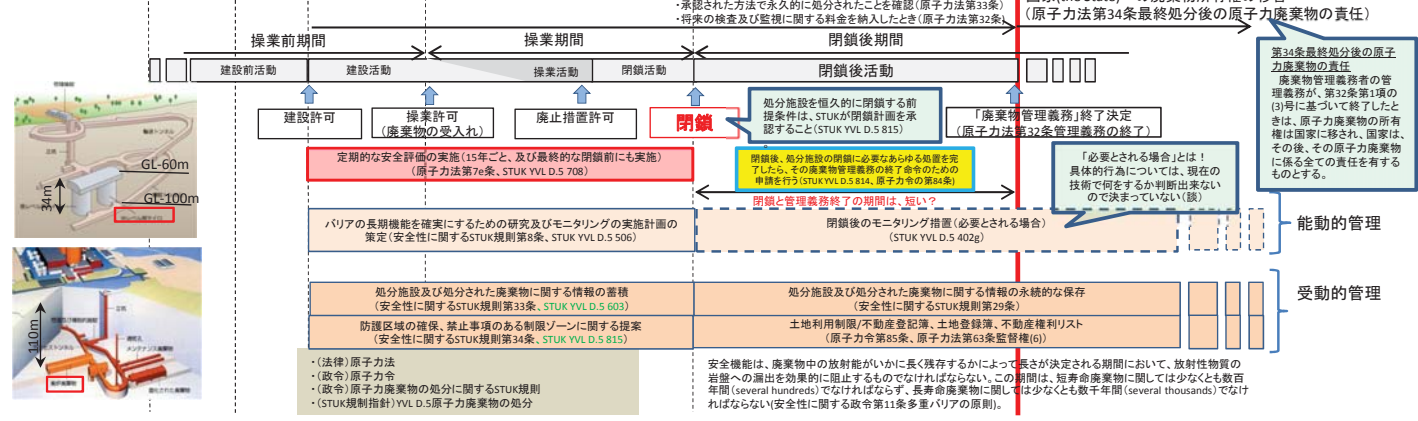 ・承認された方法で永久的に処分されたことを確認(原子力法第33条)
・将来の検査及び監視に関する料金を納入したとき(原子力法第32条)
(原子力法第34条最終処分後の原子力廃棄物の責任)
操業前期間
操業期間
閉鎖後期間
建設前活動
建設活動
操業活動
閉鎖活動
閉鎖後活動
建設許可
操業許可
(廃棄物の受入れ)
廃止措置許可
閉鎖
処分施設を恒久的に閉鎖する前
提条件は、STUKが閉鎖計画を承
認すること(STUK YVL D.5 815)
「廃棄物管理義務」終了決定
(原子力法第32条管理義務の終了)
第34条最終処分後の原子
力廃棄物の責任
廃棄物管理義務者の管
理義務が、第32条第1項の
(3)号に基づいて終了したと
きは、原子力廃棄物の所有
権は国家に移され、国家は、
その後、その原子力廃棄物
に係る全ての責任を有する
ものとする。
定期的な安全評価の実施(15年ごと、及び最終的な閉鎖前にも実施)
(原子力法第7e条、STUK YVL D.5 708)
閉鎖後、処分施設の閉鎖に必要なあらゆる処置を完
了したら、その廃棄物管理義務の終了命令のための
申請を行う(STUK YVL D.5 814、原子力令の第84条)
閉鎖と管理義務終了の期間は、短い？
「必要とされる場合」とは！
具体的行為については、現在の
技術で何をするか判断出来ない
ので決まっていない(談)
GL-60m
34m
GL-100m
バリアの長期機能を確実にするための研究及びモニタリングの実施計画の
策定(安全性に関するSTUK規則第8条、STUK YVL D.5 506)
閉鎖後のモニタリング措置(必要とされる場合)
(STUK YVL D.5 402g)
能動的管理
処分施設及び処分された廃棄物に関する情報の蓄積
(安全性に関するSTUK規則第33条、STUK YVL D.5 603)
処分施設及び処分された廃棄物に関する情報の永続的な保存
(安全性に関するSTUK規則第29条)
受動的管理
防護区域の確保、禁止事項のある制限ゾーンに関する提案
(安全性に関するSTUK規則第34条、STUK YVL D.5 815)
土地利用制限/不動産登記簿、土地登録簿、不動産権利リスト
(原子力令第85条、原子力法第63条監督権(6)
110m
・(法律)原子力法
・(政令)原子力令
・(政令)原子力廃棄物の処分に関するSTUK規則
・(STUK規制指針)YVL D.5原子力廃棄物の処分
安全機能は、廃棄物中の放射能がいかに長く残存するかによって長さが決定される期間において、放射性物質の
岩盤への漏出を効果的に阻止するものでなければならない。この期間は、短寿命廃棄物に関しては少なくとも数百
年間(several hundreds)でなければならず、長寿命廃棄物に関しては少なくとも数千年間(several thousands)でなけ
ればならない(安全性に関する政令第11条多重バリアの原則)。